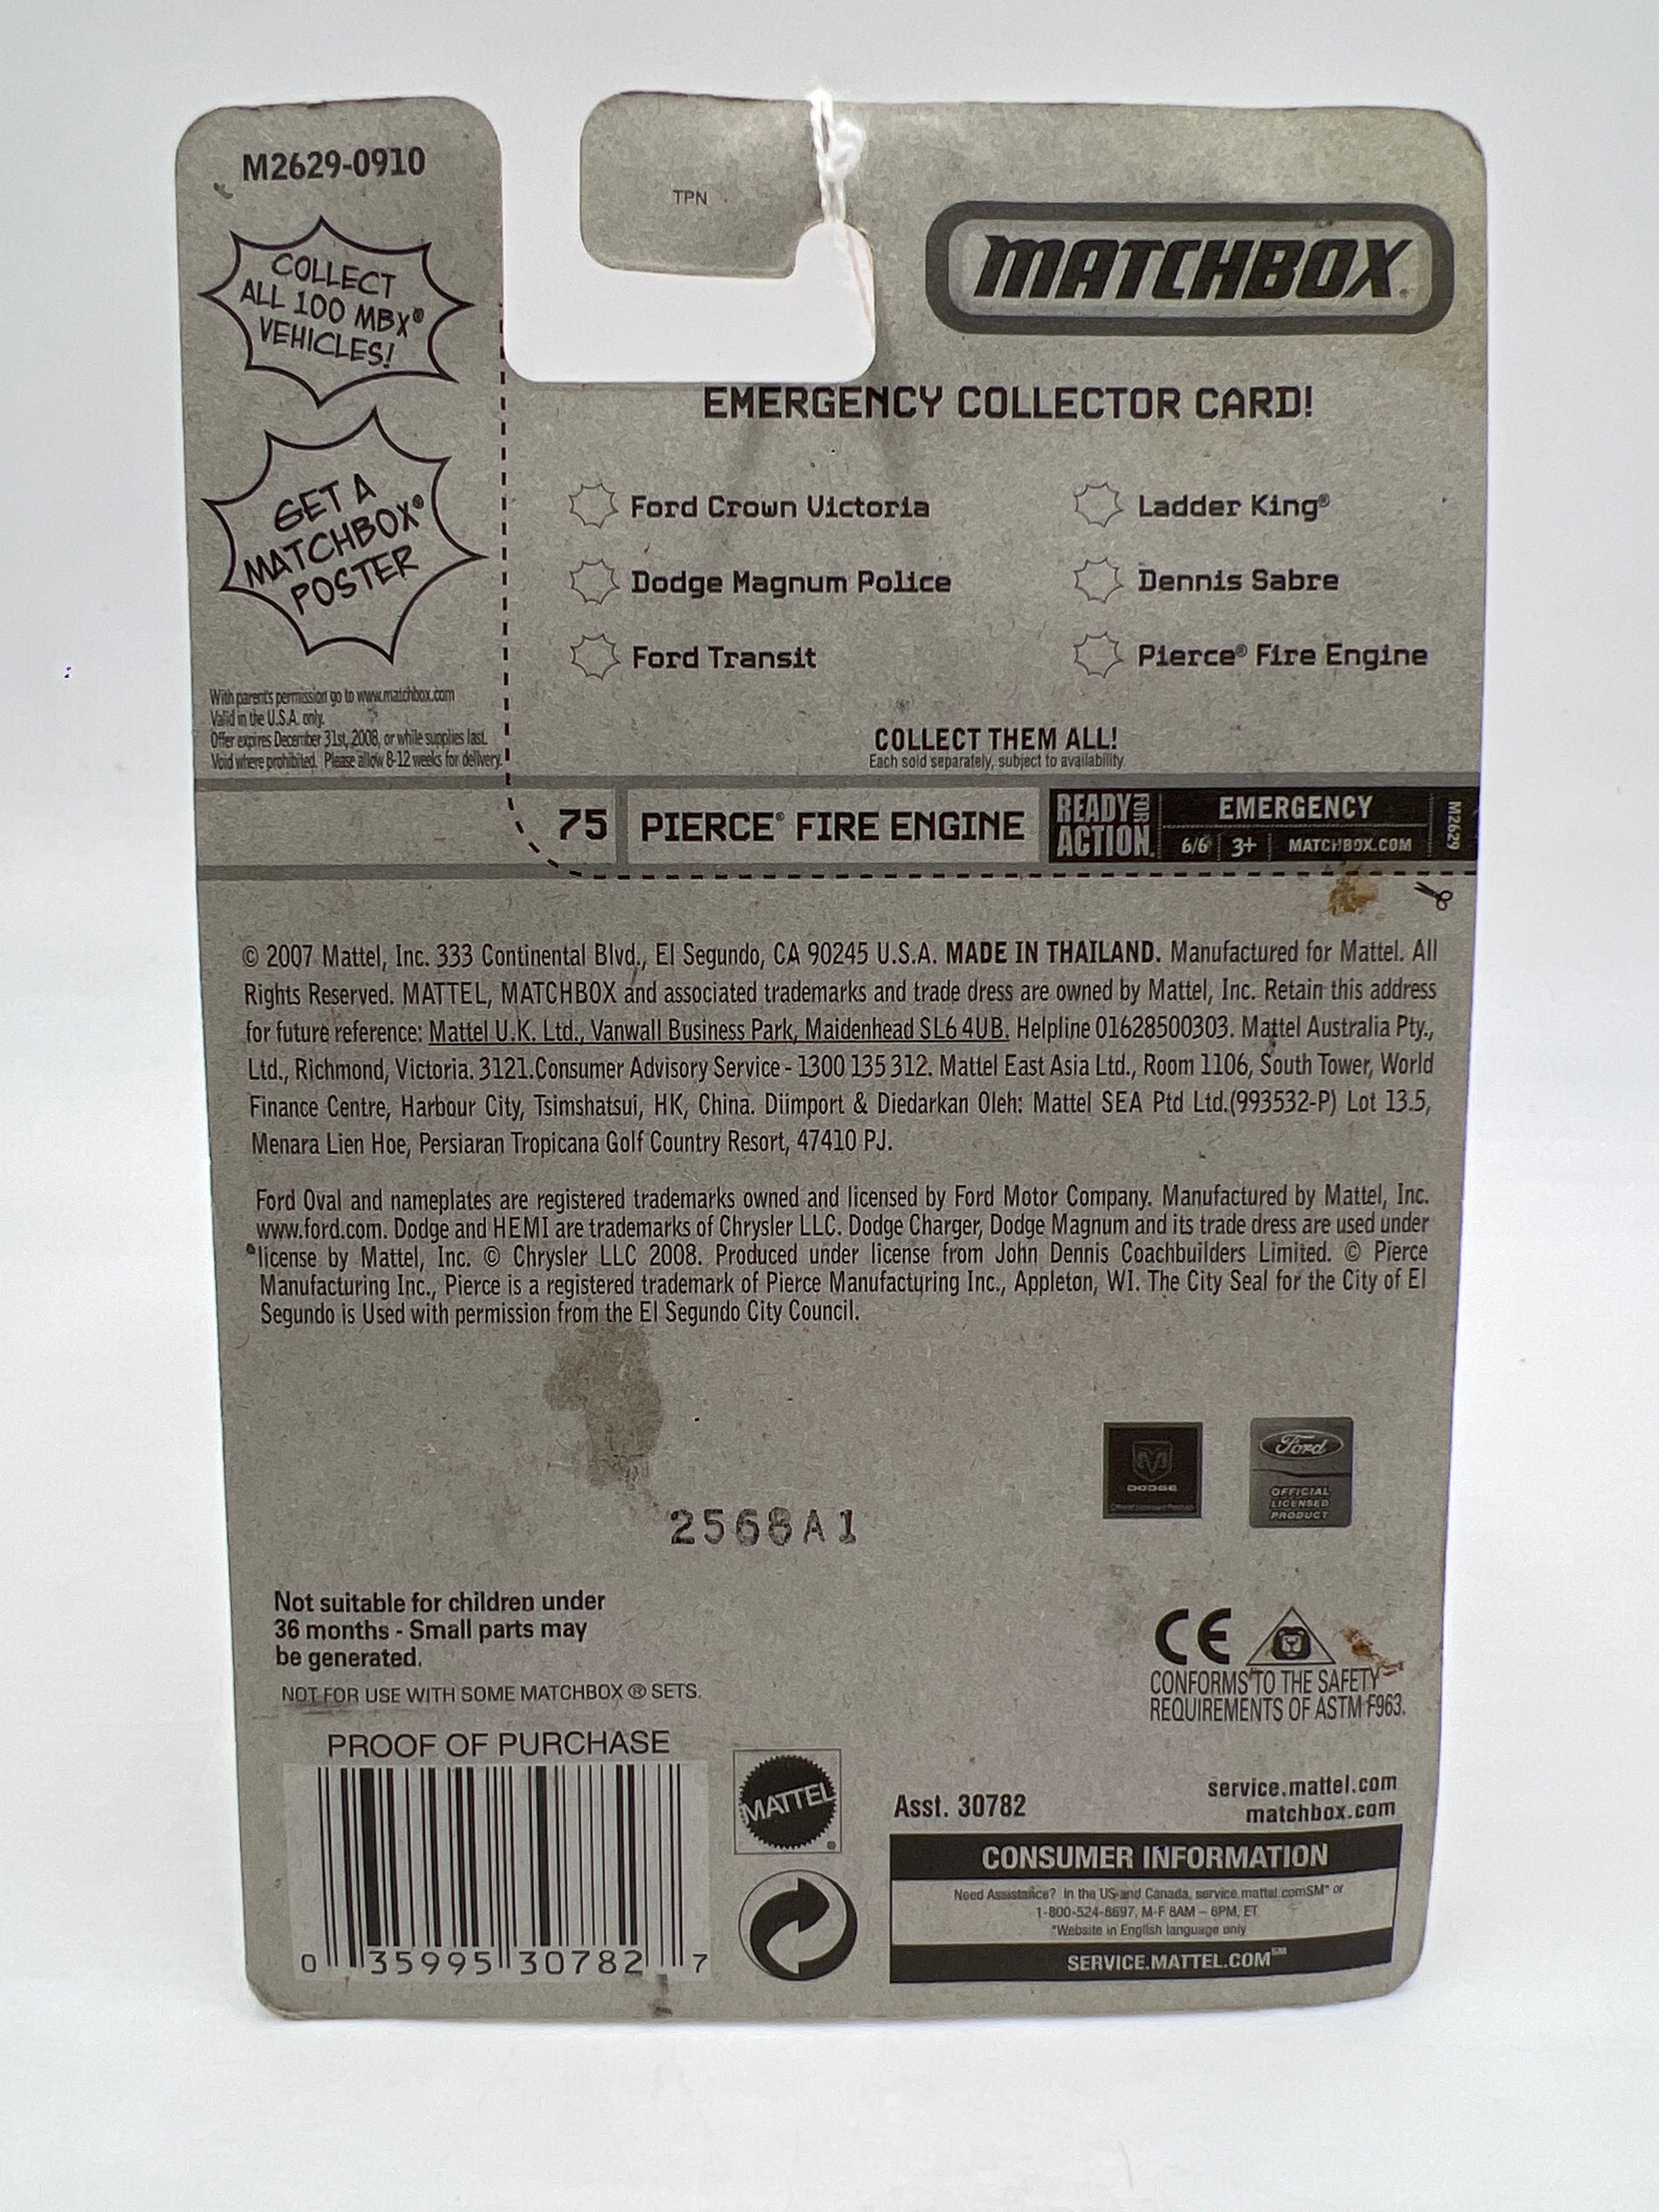 M2629-0910
TPN
COLLECT
ALL 100 MBX®
VEHICLES!
GET A
MATCHBOX®
POSTER
With parent's permission go to www.matchbox.com
Valid in the U.S.A. only.
Offer expires December 31st, 2008, or while supplies last.
Void where prohibited. Please allow 8-12 weeks for delivery.
MATCHBOX
EMERGENCY COLLECTOR CARD!
Ford Crown Victoria
Ladder King®
Dodge Magnum Police
Dennis Sabre
Ford Transit
Pierce® Fire Engine
COLLECT THEM ALL!
Each sold separately, subject to availability.
75 PIERCE® FIRE ENGINE
READY FOR ACTION.
EMERGENCY
6/6 3+ MATCHBOX.COM
M2629
© 2007 Mattel, Inc. 333 Continental Blvd., El Segundo, CA 90245 U.S.A. MADE IN THAILAND. Manufactured for Mattel. All
Rights Reserved. MATTEL, MATCHBOX and associated trademarks and trade dress are owned by Mattel, Inc. Retain this address
for future reference: Mattel U.K. Ltd., Vanwall Business Park, Maidenhead SL6 4UB. Helpline 01628500303. Mattel Australia Pty.,
Ltd., Richmond, Victoria. 3121.Consumer Advisory Service - 1300 135 312. Mattel East Asia Ltd., Room 1106, South Tower, World
Finance Centre, Harbour City, Tsimshatsui, HK, China. Diimport & Diedarkan Oleh: Mattel SEA Ptd Ltd.(993532-P) Lot 13.5,
Menara Lien Hoe, Persiaran Tropicana Golf Country Resort, 47410 PJ.
Ford Oval and nameplates are registered trademarks owned and licensed by Ford Motor Company. Manufactured by Mattel, Inc.
www.ford.com. Dodge and HEMI are trademarks of Chrysler LLC. Dodge Charger, Dodge Magnum and its trade dress are used under
license by Mattel, Inc. © Chrysler LLC 2008. Produced under license from John Dennis Coachbuilders Limited. © Pierce
Manufacturing Inc., Pierce is a registered trademark of Pierce Manufacturing Inc., Appleton, WI. The City Seal for the City of El
Segundo is Used with permission from the El Segundo City Council.
DODGE
Ford
OFFICIAL
LICENSED
PRODUCT
2568A1
Not suitable for children under
36 months - Small parts may
be generated.
NOT FOR USE WITH SOME MATCHBOX ® SETS.
CE
CONFORMS TO THE SAFETY
REQUIREMENTS OF ASTM F963.
PROOF OF PURCHASE
0 35995 30782 7
MATTEL
Asst. 30782
service.mattel.com
matchbox.com
CONSUMER INFORMATION
Need Assistance? In the US and Canada, service.mattel.comSM* or
1-800-524-8697, M-F 8AM – 6PM, ET
*Website in English language only
SERVICE.MATTEL.COM℠